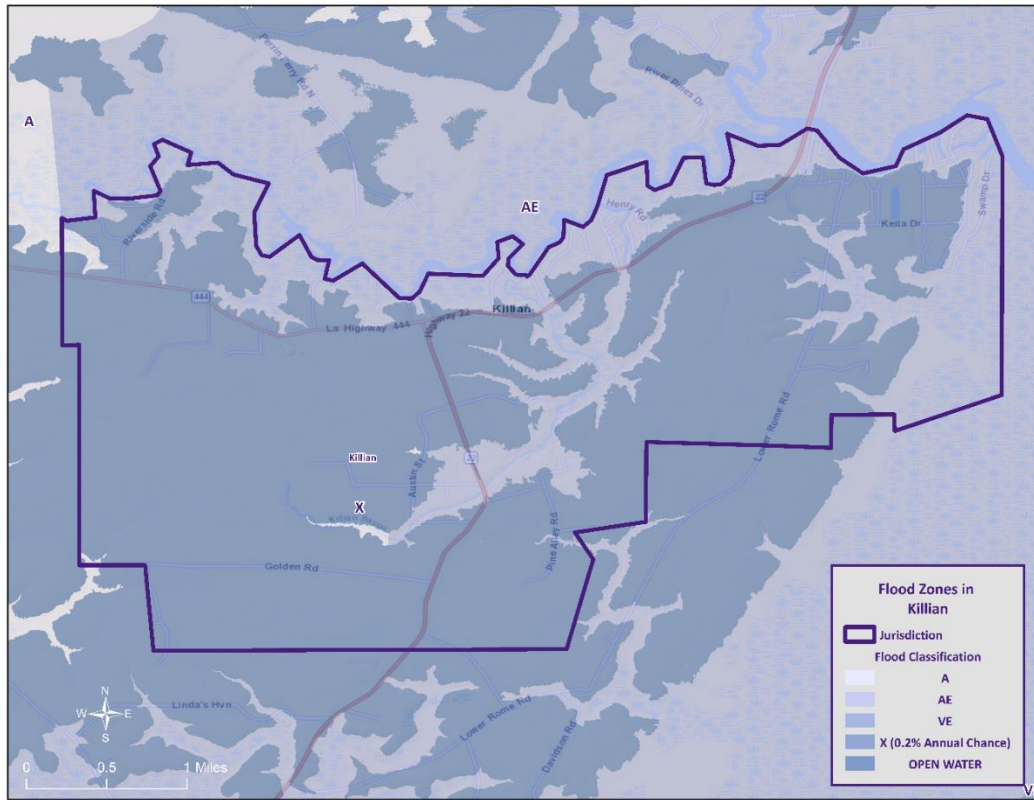 Perrin Ferry Rd N
River Pines Dr
A
AE
Riverside Rd
Henry Rd
22
Swamp Dr
Keila Dr
444
Killian
La Highway 444
Highway 22
Lower Rome Rd
Killian
22
Austin St
X
Pine Alley Rd
Golden Rd
Linda's Hvn
Lower Rome Rd
Davidson Rd
N
W
E
S
0
0.5
1 Miles
Flood Zones in
Killian
Jurisdiction
Flood Classification
A
AE
VE
X (0.2% Annual Chance)
OPEN WATER
V